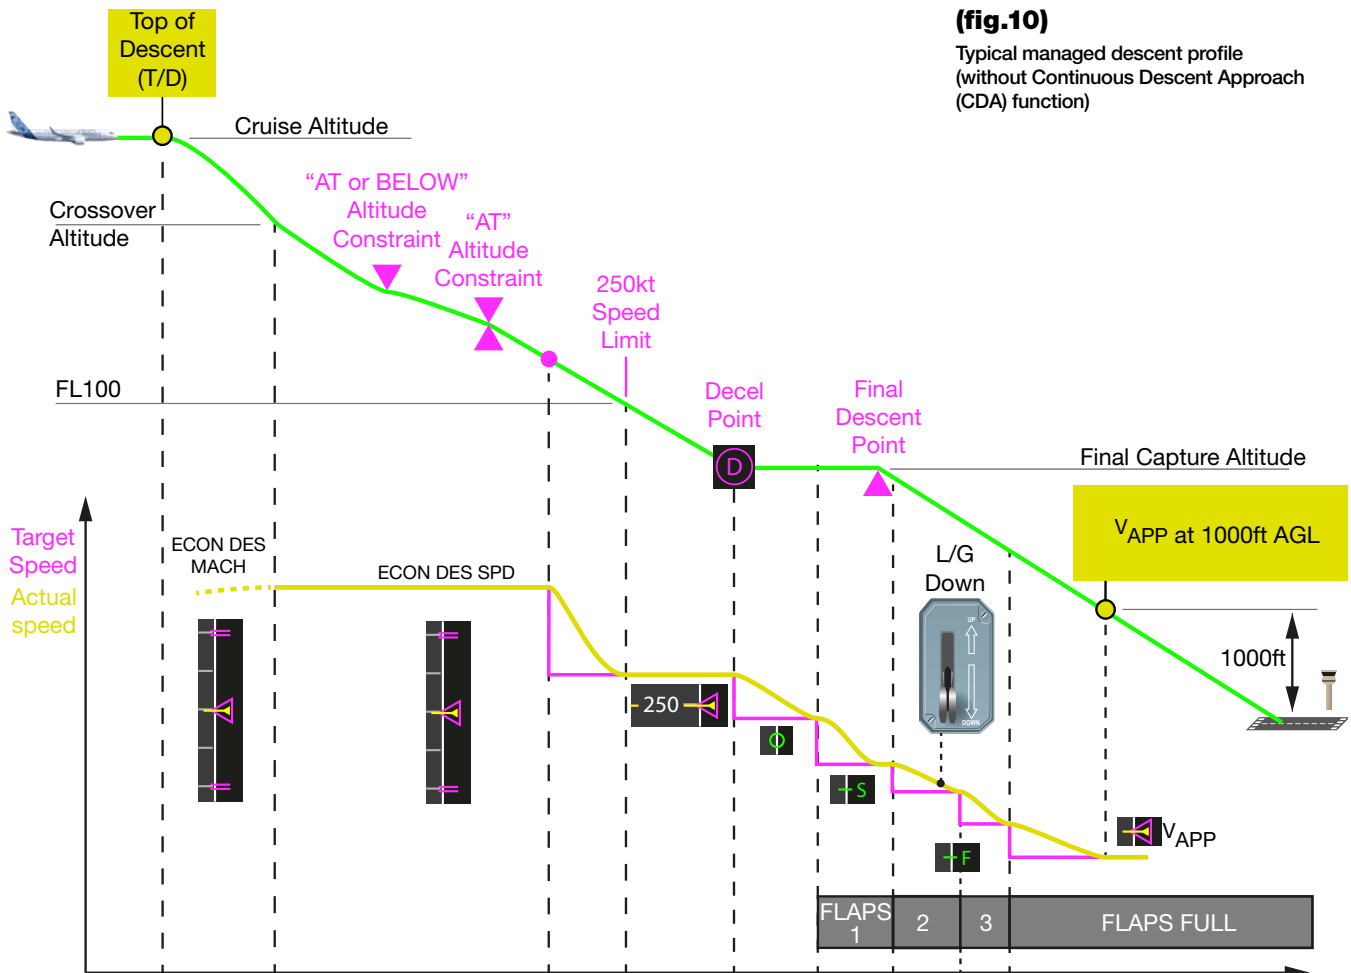 Top of
Descent
(T/D)
(fig.10)
Typical managed descent profile
(without Continuous Descent Approach
(CDA) function)
Cruise Altitude
Crossover
Altitude
“AT or BELOW”
Altitude
Constraint
“AT”
Altitude
Constraint
250kt
Speed
Limit
FL100
Decel
Point
D
Final
Descent
Point
Final Capture Altitude
VAPP at 1000ft AGL
Target
Speed
Actual
speed
ECON DES
MACH
ECON DES SPD
L/G
Down
UP
DOWN
1000ft
250
S
F
VAPP
FLAPS
1
2
3
FLAPS FULL